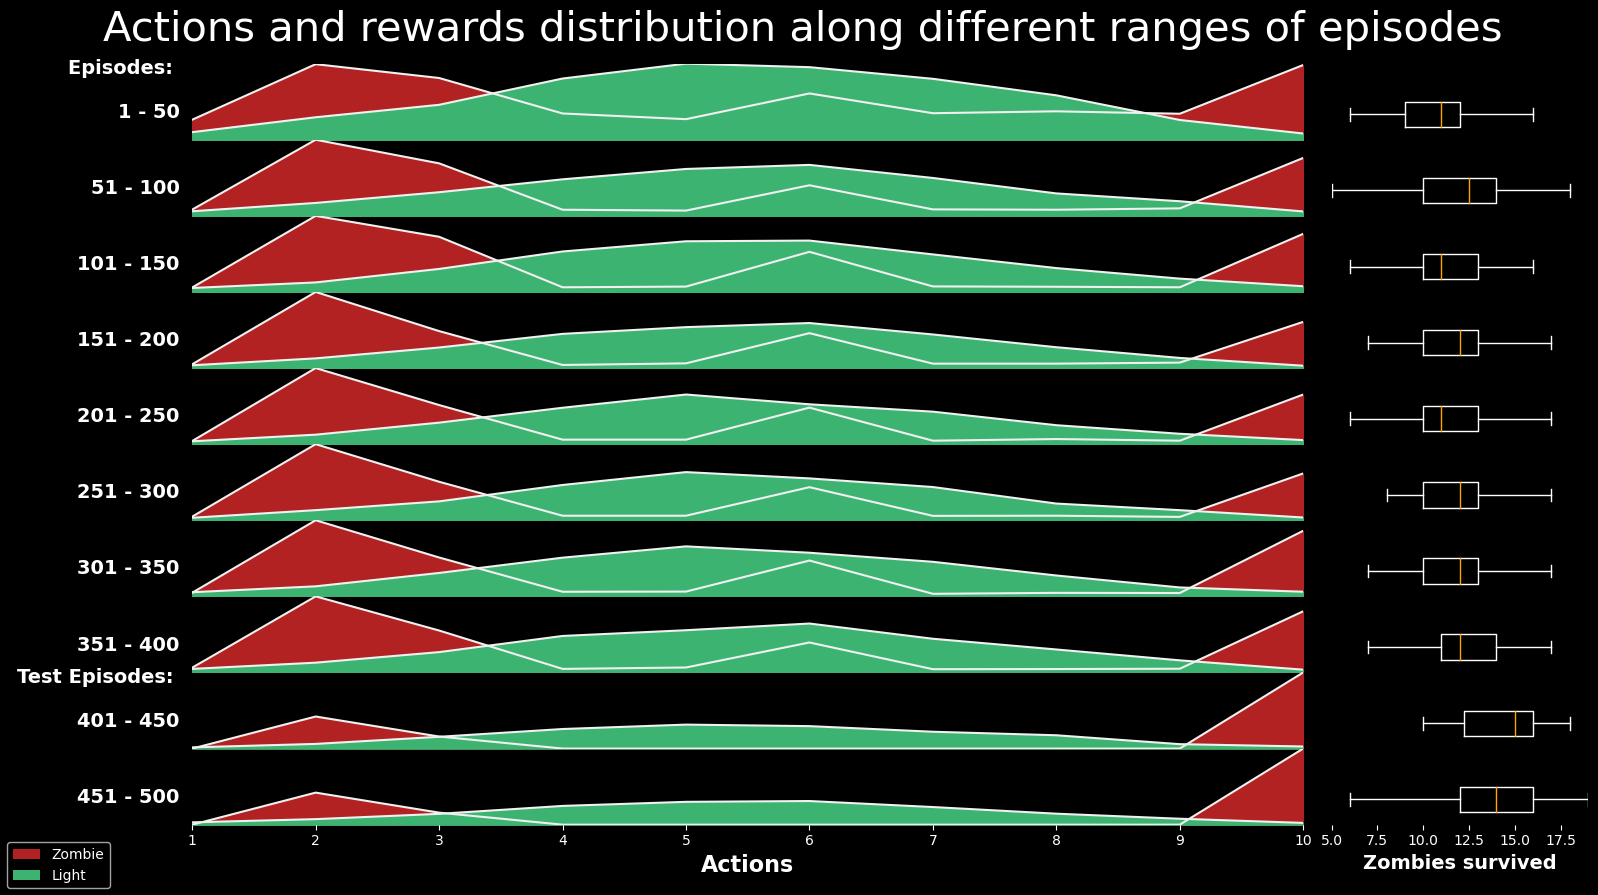 Actions and rewards distribution along different ranges of episodes
Episodes:
1 - 50
51 - 100
101 - 150
151 - 200
201 - 250
251 - 300
301 - 350
351 - 400
Test Episodes:
401 - 450
451 - 500
1 2 3 4 5 6 7 8 9 10
5.0 7.5 10.0 12.5 15.0 17.5
Actions
Zombies survived
Zombie
Light